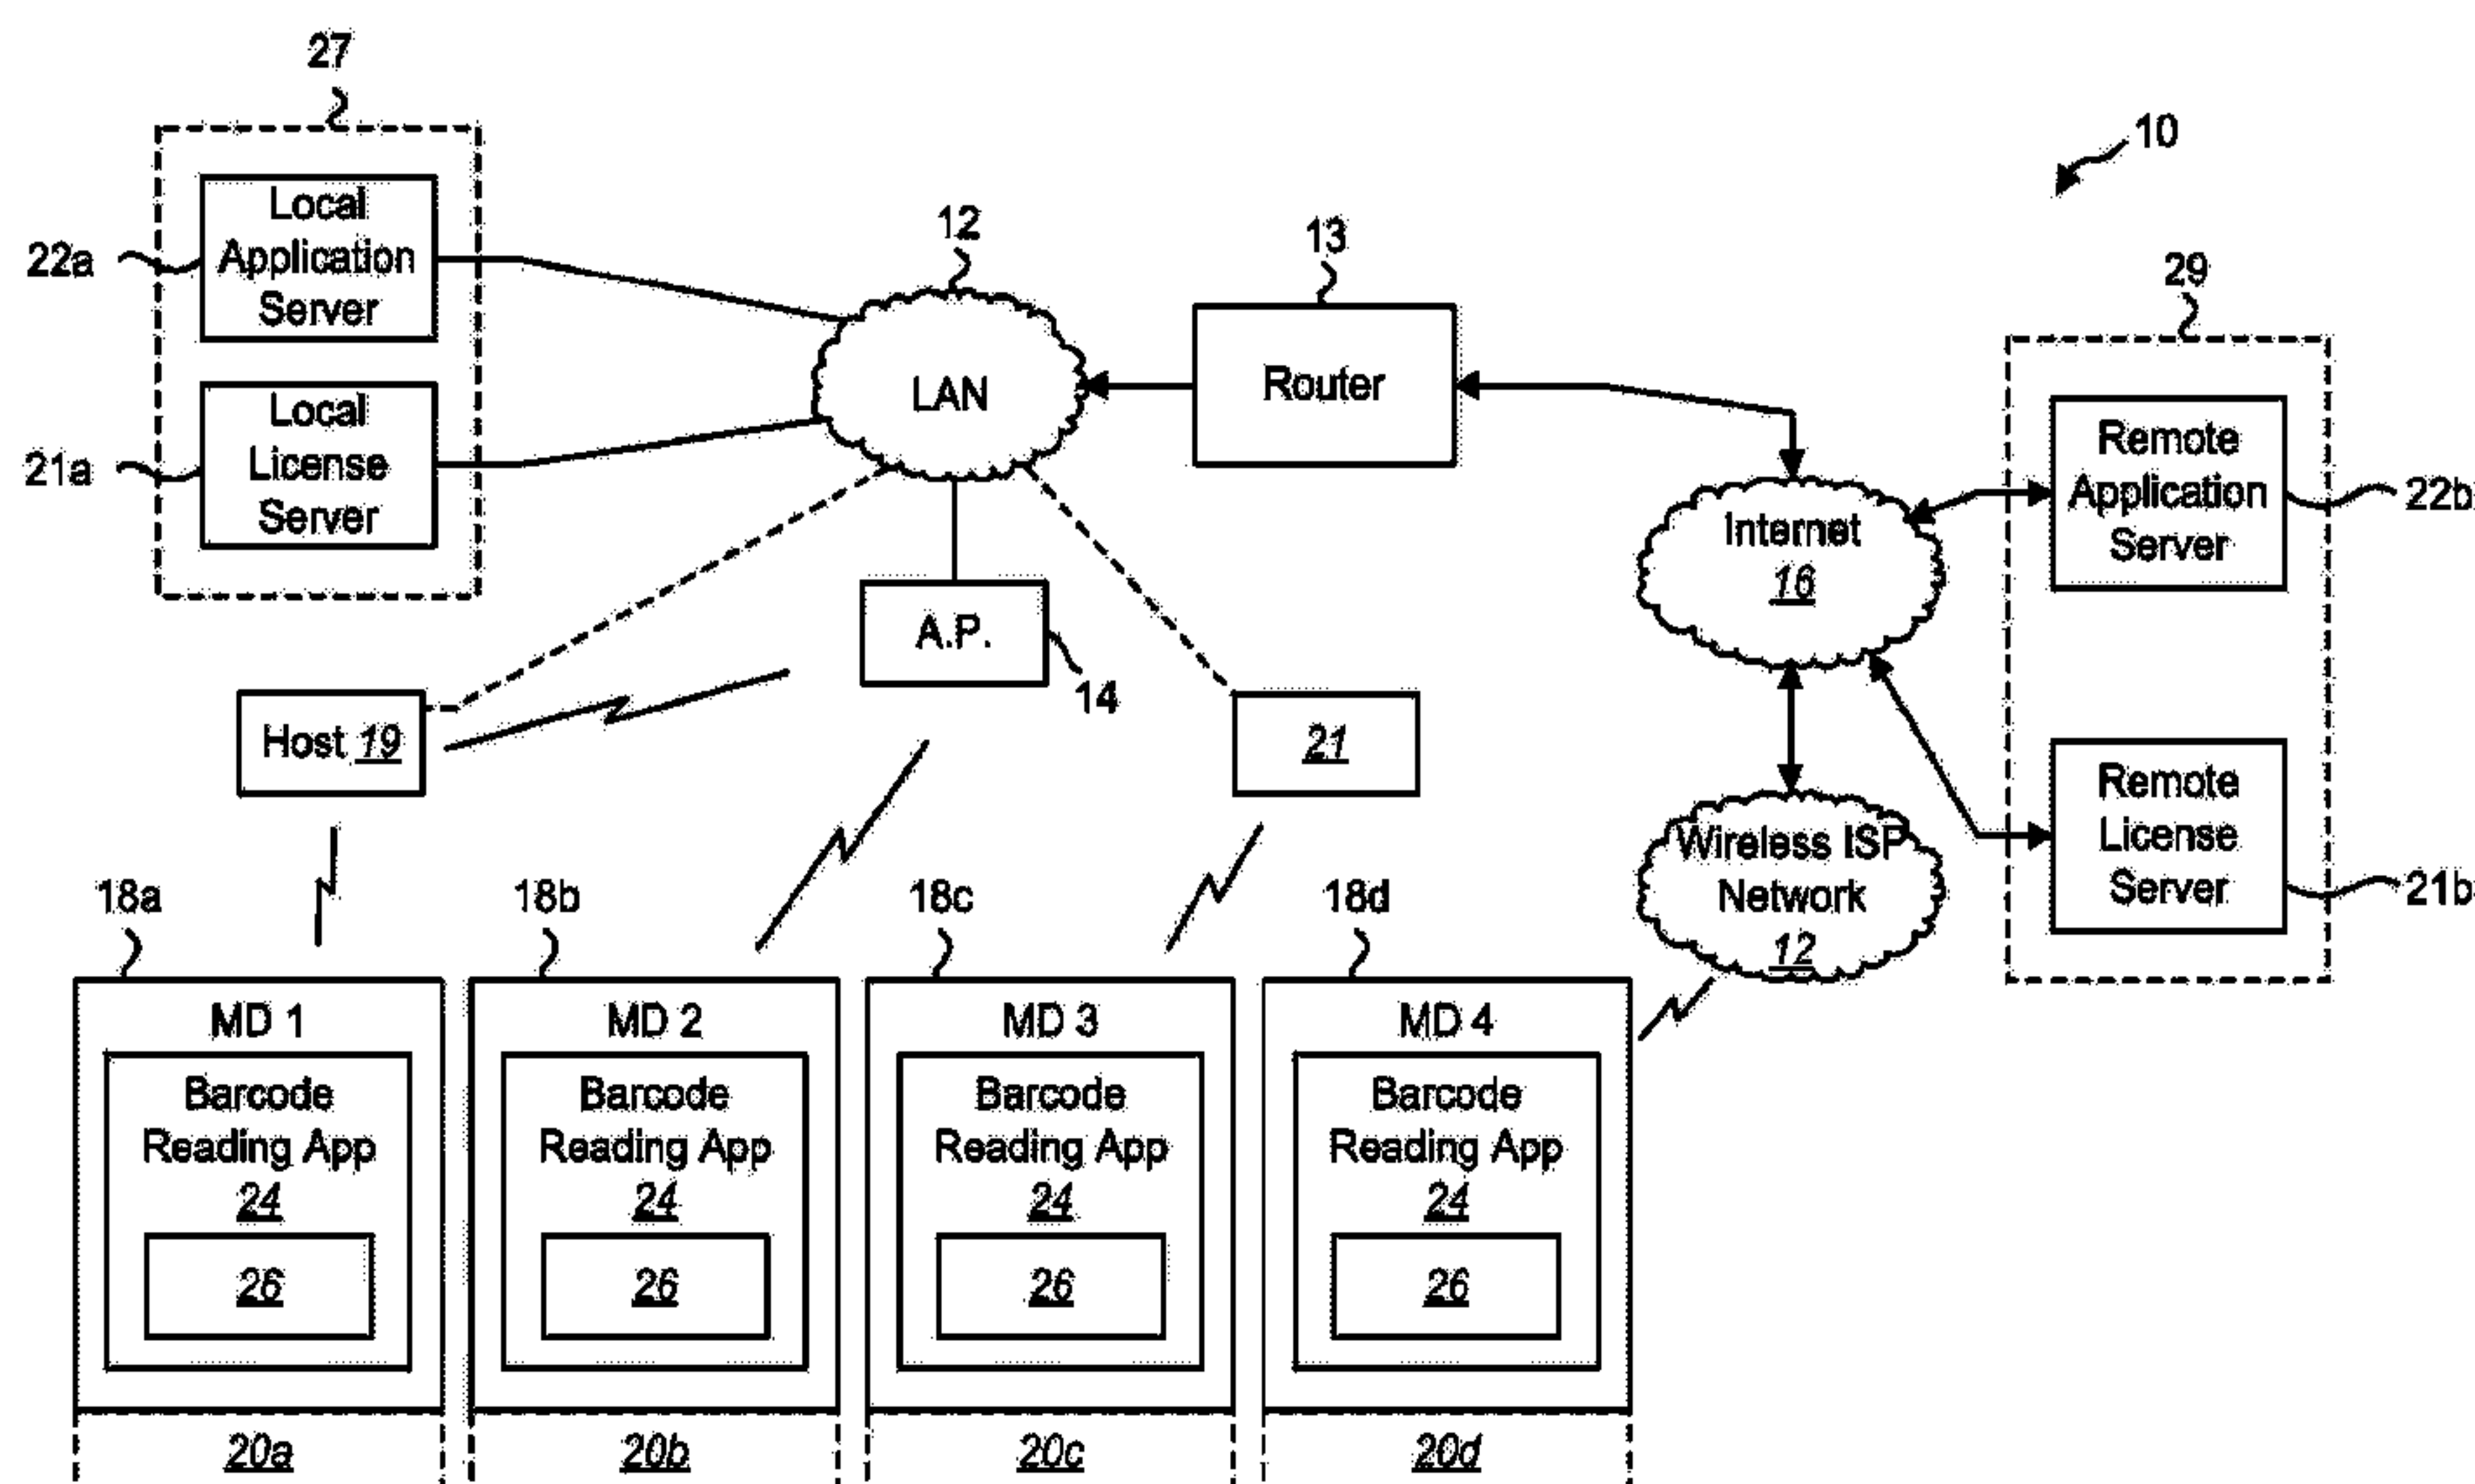 27
10
Local
Application
Server
22a
12
13
29
LAN
Router
Local
License
Server
21a
Remote
Application
Server
22b
Internet
16
A.P.
14
Host 19
21
Remote
License
Server
21b
Wireless ISP
Network
12
18a
18b
18c
18d
MD 1
Barcode
Reading App
24
26
MD 2
Barcode
Reading App
24
26
MD 3
Barcode
Reading App
24
26
MD 4
Barcode
Reading App
24
26
20a
20b
20c
20d